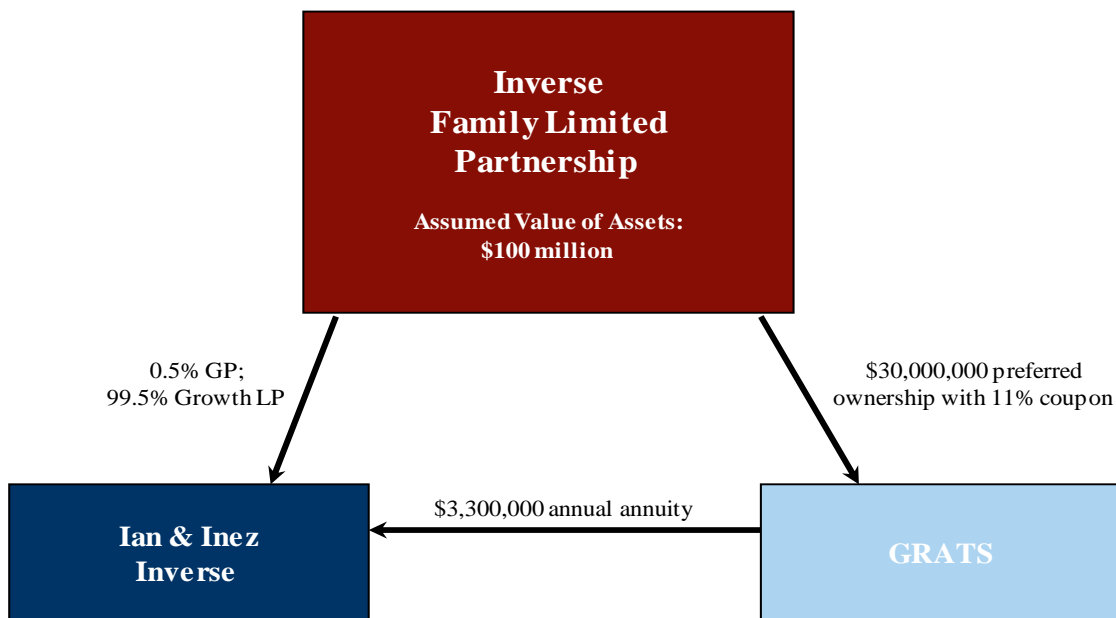 Inverse
Family Limited
Partnership
Assumed Value of Assets:
$100 million
0.5% GP;
99.5% Growth LP
$30,000,000 preferred
ownership with 11% coupon
$3,300,000 annual annuity
Ian & Inez
Inverse
GRATS